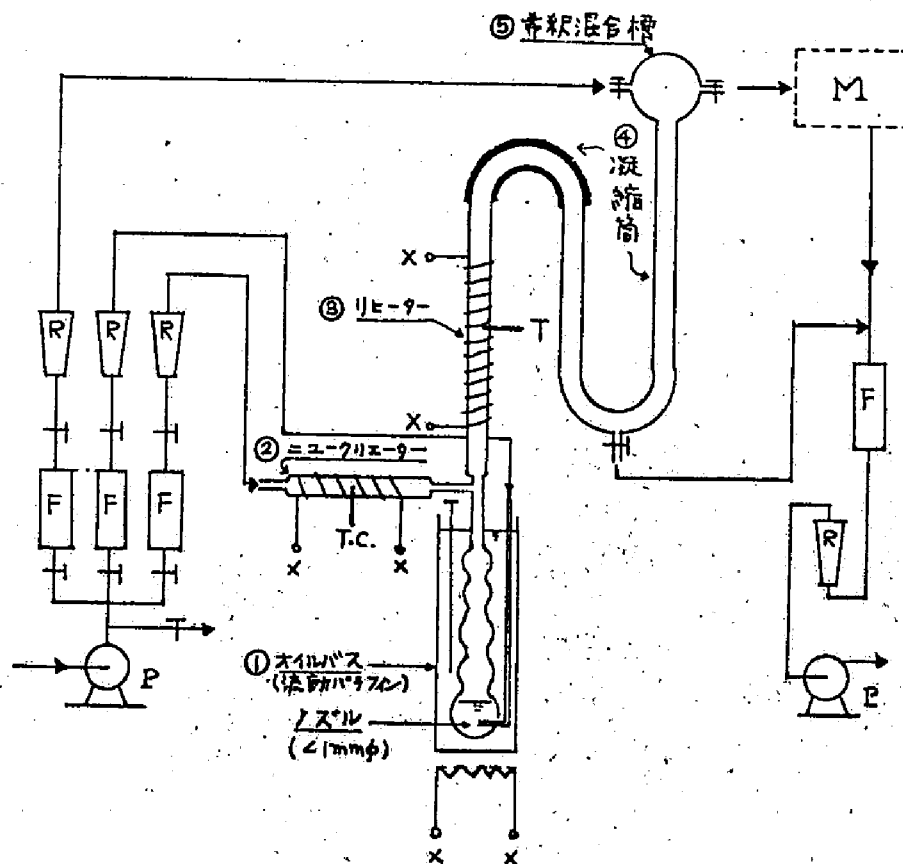 ⑤ 希釈混合槽
M
④
凝
縮
筒
X
③ リヒーター
T
R R R
X
② ニュークリエーター
F
T
F F F
T.C.
X X
R
T
① オイルバス
(流動パラフィン)
P
P
ノズル
(<1mmφ)
X X